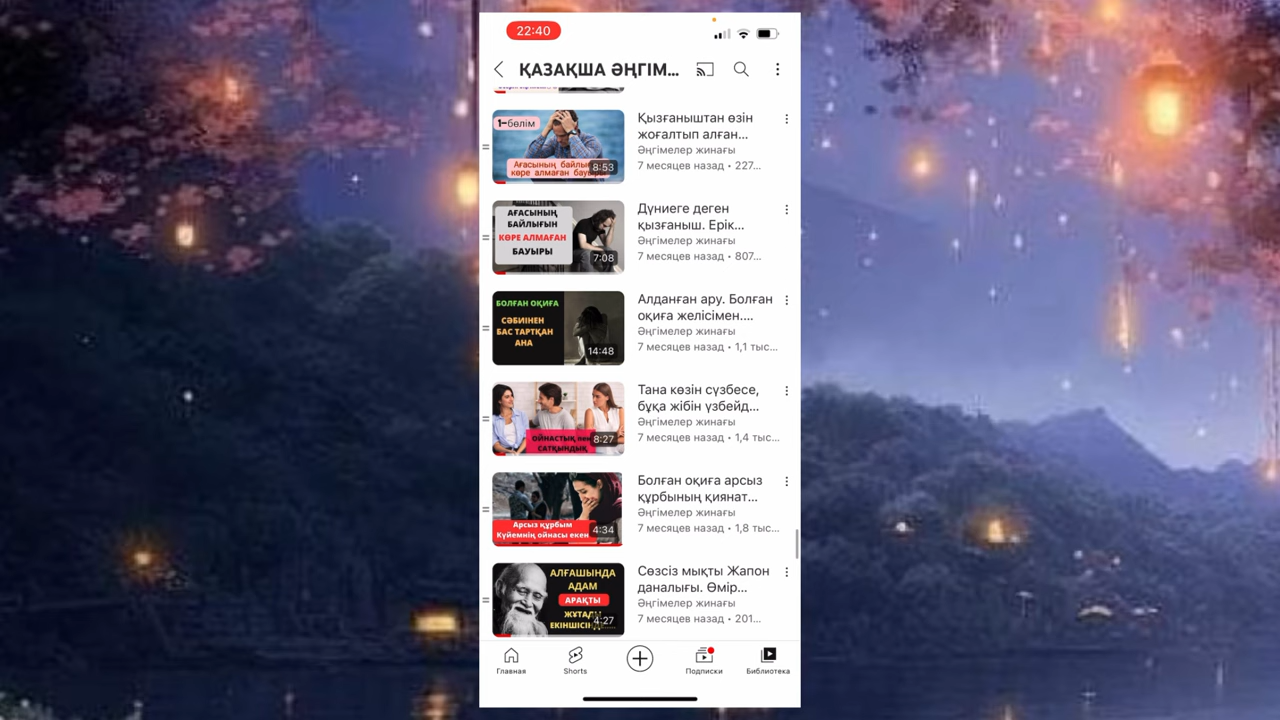 22:40
ҚАЗАҚША ӘҢГІМ...
1-бөлім
Ағасының байлы
көре алмаған бауы
8:53
Қызғаныштан өзін
жоғалтып алған...
Әңгімелер жинағы
7 месяцев назад • 227...
АҒАСЫНЫҢ
БАЙЛЫҒЫН
КӨРЕ АЛМАҒАН
БАУЫРЫ
7:08
Дүниеге деген
қызғаныш. Ерік...
Әңгімелер жинағы
7 месяцев назад • 807...
БОЛҒАН ОҚИҒА
СӘБИІНЕН
БАС ТАРТҚАН
АНА
14:48
Алданған ару. Болған
оқиға желісімен....
Әңгімелер жинағы
7 месяцев назад • 1,1 тыс...
ОЙНАСТЫҚ пен
САТҚЫНДЫҚ
8:27
Тана көзін сүзбесе,
бұқа жібін үзбейд...
Әңгімелер жинағы
7 месяцев назад • 1,4 тыс...
Арсыз құрбым
Күйемнің ойнасы екен
4:34
Болған оқиға арсыз
құрбының қиянат...
Әңгімелер жинағы
7 месяцев назад • 1,8 тыс...
АЛҒАШЫНДА
АДАМ
АРАҚТЫ
ЖҰТАДЫ
ЕКІНШІСІН
4:27
Сөзсіз мықты Жапон
даналығы. Өмір...
Әңгімелер жинағы
7 месяцев назад • 201...
Главная
Shorts
Подписки
Библиотека